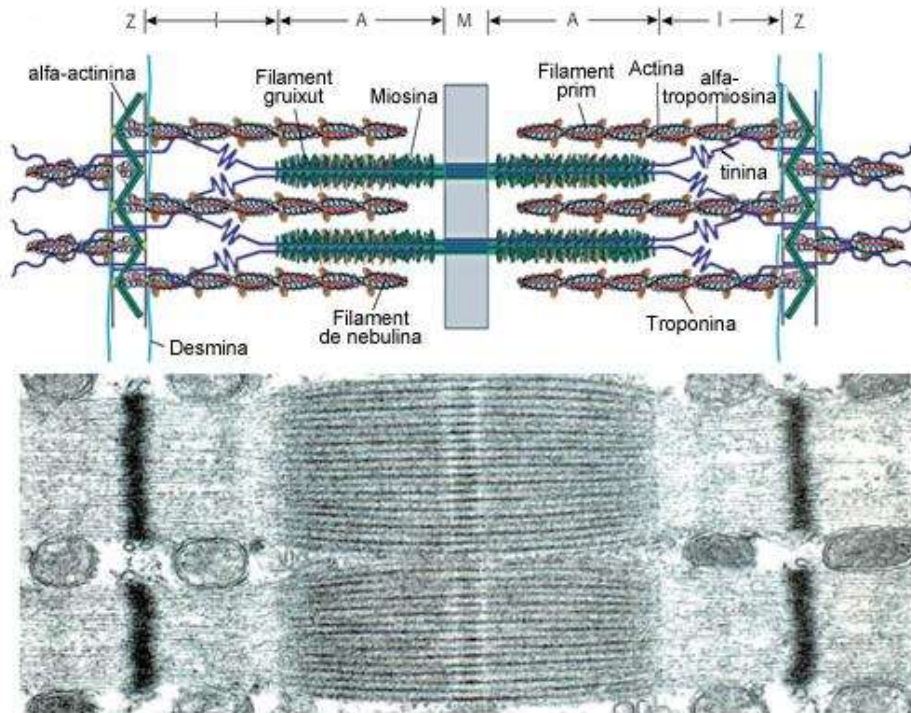 Z I A M A I Z
alfa-actinina
Filament
gruixut
Miosina
Filament
prim
Actina
alfa-
tropomiosina
tinina
Filament
de nebulina
Troponina
Desmina